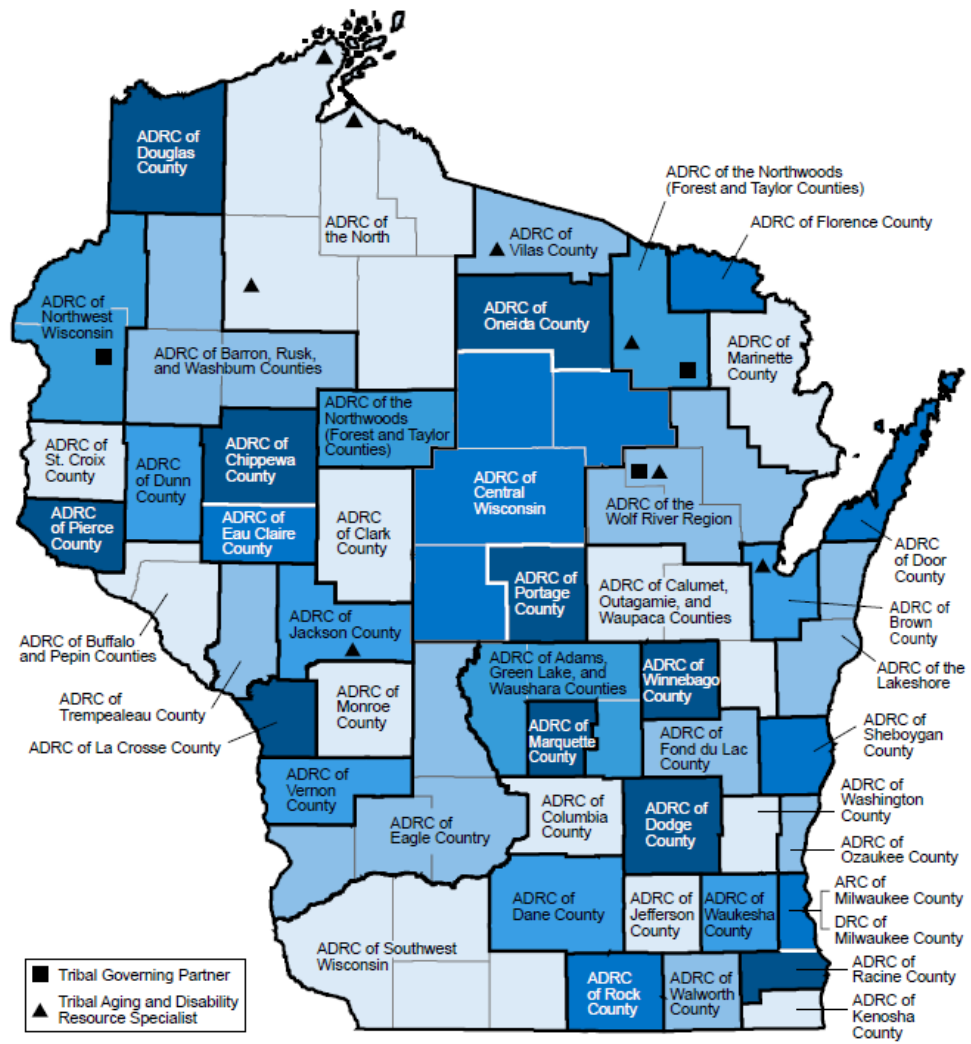 ADRC of
Douglas
County
ADRC of the Northwoods
(Forest and Taylor Counties)
ADRC of Florence County
ADRC of
the North
ADRC of
Vilas County
ADRC of
Northwest
Wisconsin
ADRC of
Oneida County
ADRC of
Marinette
County
ADRC of Barron, Rusk,
and Washburn Counties
ADRC of the
Northwoods
(Forest and Taylor
Counties)
ADRC of
St. Croix
County
ADRC
of Dunn
County
ADRC of
Chippewa
County
ADRC of
Central
Wisconsin
ADRC of the
Wolf River Region
ADRC
of Pierce
County
ADRC of
Eau Claire
County
ADRC
of Clark
County
ADRC
of Door
County
ADRC of
Portage
County
ADRC of Calumet,
Outagamie, and
Waupaca Counties
ADRC of
Brown
County
ADRC of Buffalo
and Pepin Counties
ADRC of
Jackson County
ADRC of Adams,
Green Lake, and
Waushara Counties
ADRC of
Winnebago
County
ADRC of the
Lakeshore
ADRC of
Trempealeau County
ADRC of
Monroe
County
ADRC of La Crosse County
ADRC of
Marquette
County
ADRC of
Fond du Lac
County
ADRC of
Sheboygan
County
ADRC of
Vernon
County
ADRC of
Eagle Country
ADRC of
Columbia
County
ADRC of
Dodge
County
ADRC of
Washington
County
ADRC of
Ozaukee County
ADRC of
Dane County
ADRC of
Jefferson
County
ADRC of
Waukesha
County
ARC of
Milwaukee County
DRC of
Milwaukee County
ADRC of Southwest
Wisconsin
ADRC
of Rock
County
ADRC of
Walworth
County
ADRC of
Racine County
ADRC of
Kenosha
County
Tribal Governing Partner
Tribal Aging and Disability
Resource Specialist